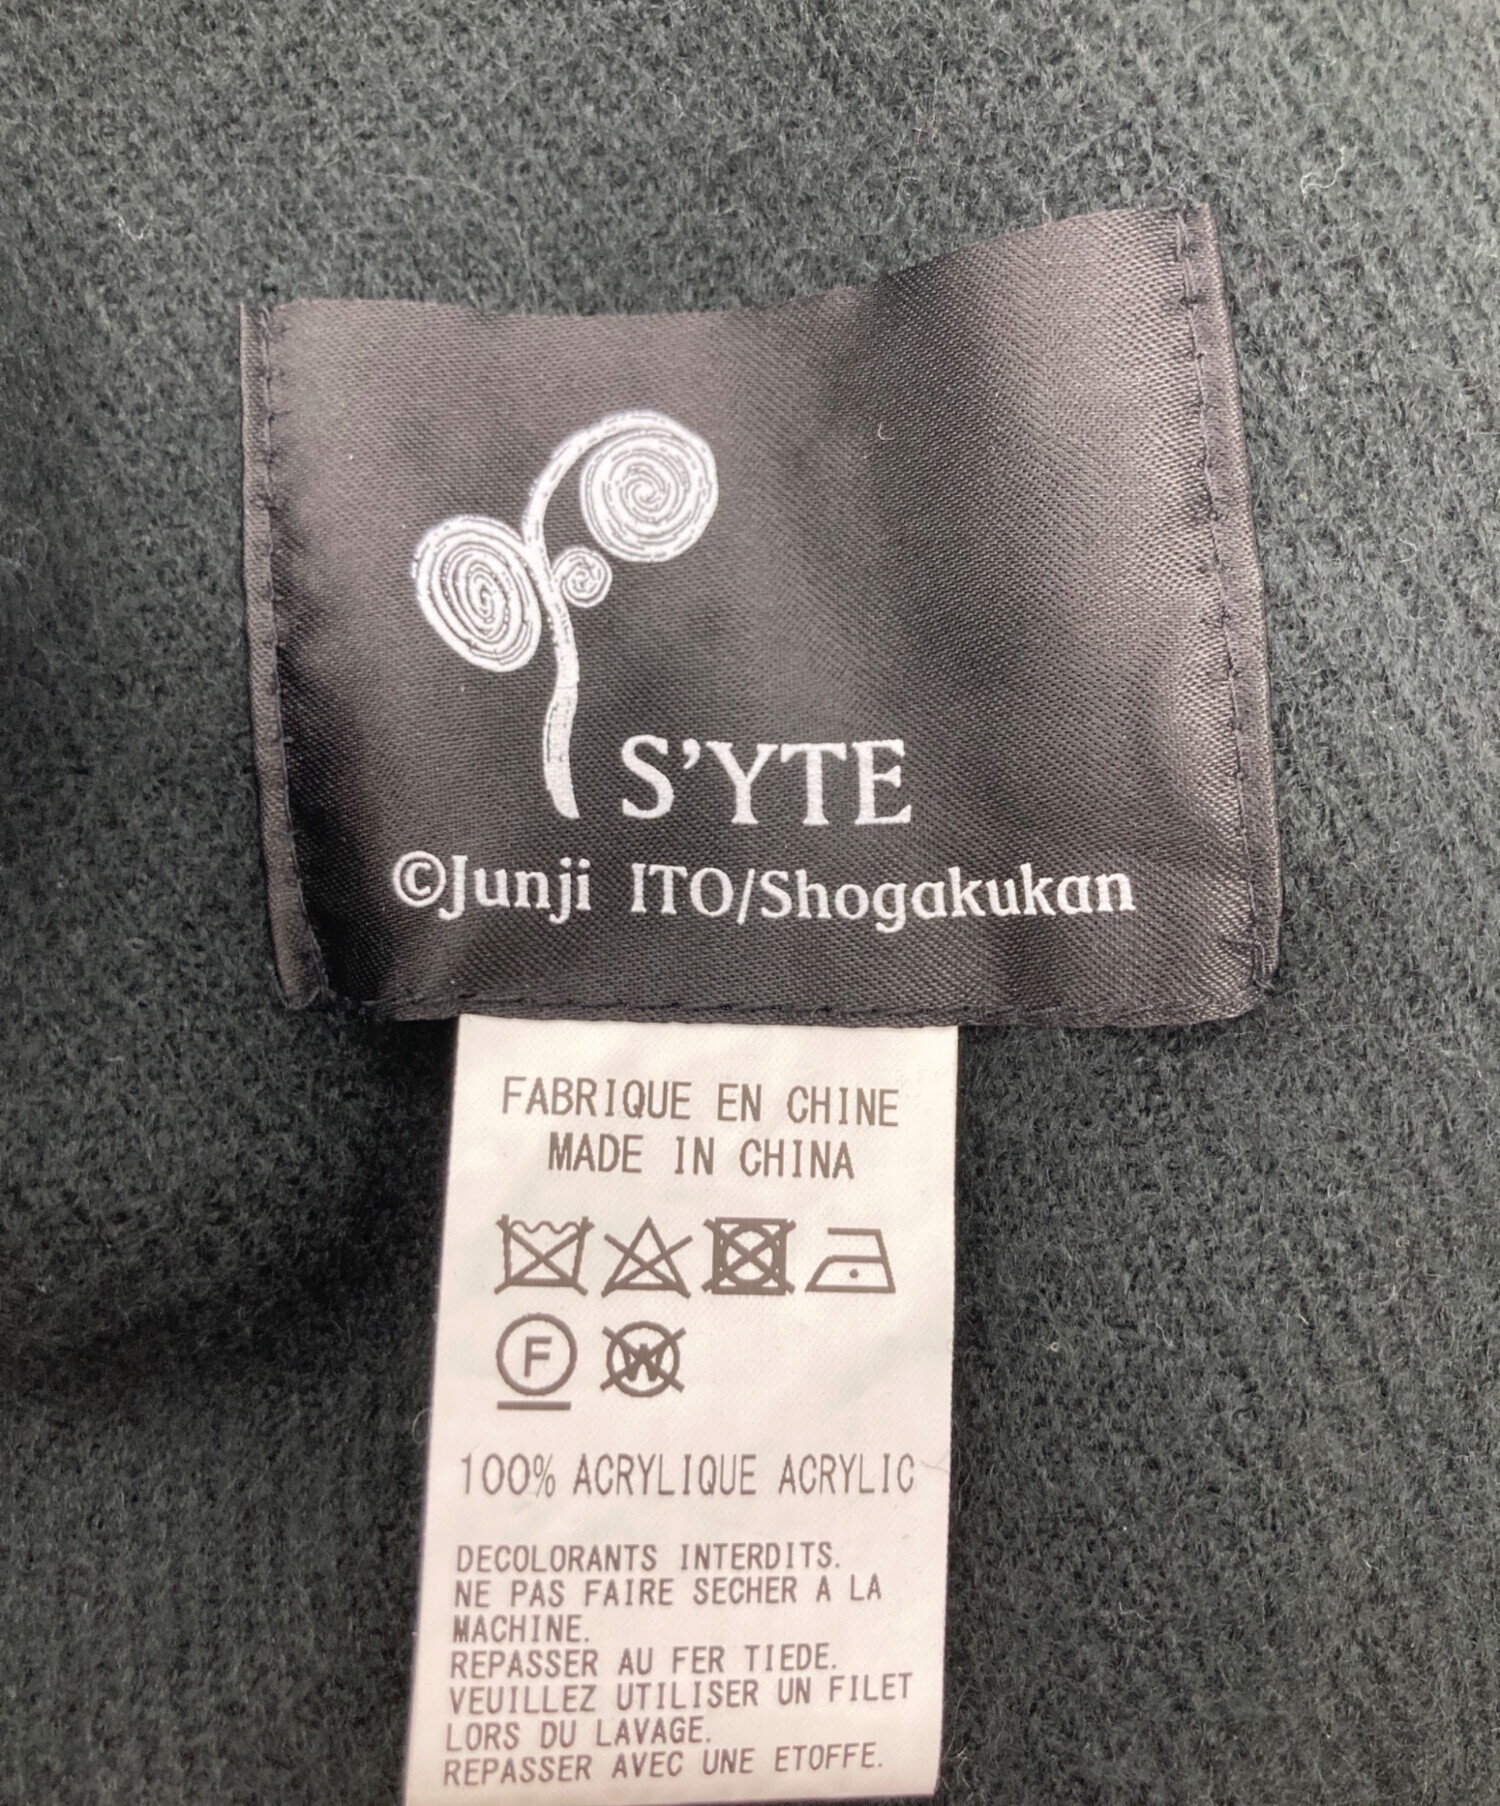 S'YTE
©Junji ITO/Shogakukan
FABRIQUE EN CHINE
MADE IN CHINA
F W
100% ACRYLIQUE ACRYLIC
DECOLORANTS INTERDITS.
NE PAS FAIRE SECHER A LA
MACHINE.
REPASSER AU FER TIEDE.
VEUILLEZ UTILISER UN FILET
LORS DU LAVAGE.
REPASSER AVEC UNE ETOFFE.